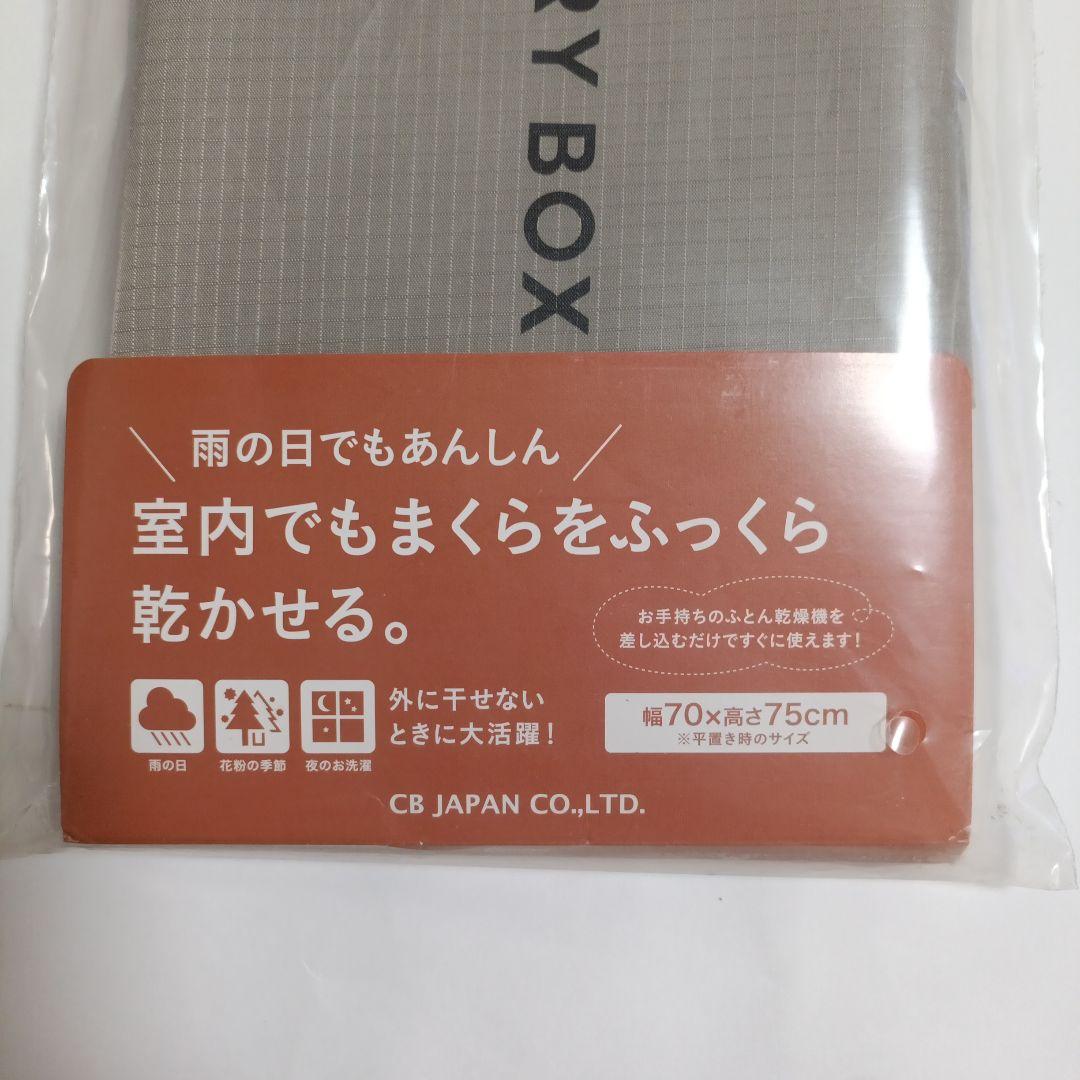 RY BOX
雨の日でもあんしん
室内でもまくらをふっくら
乾かせる。
お手持ちのふとん乾燥機を
差し込むだけですぐに使えます!
外に干せない
ときに大活躍!
雨の日
花粉の季節
夜のお洗濯
幅70×高さ75cm
※平置き時のサイズ
CB JAPAN CO.,LTD.